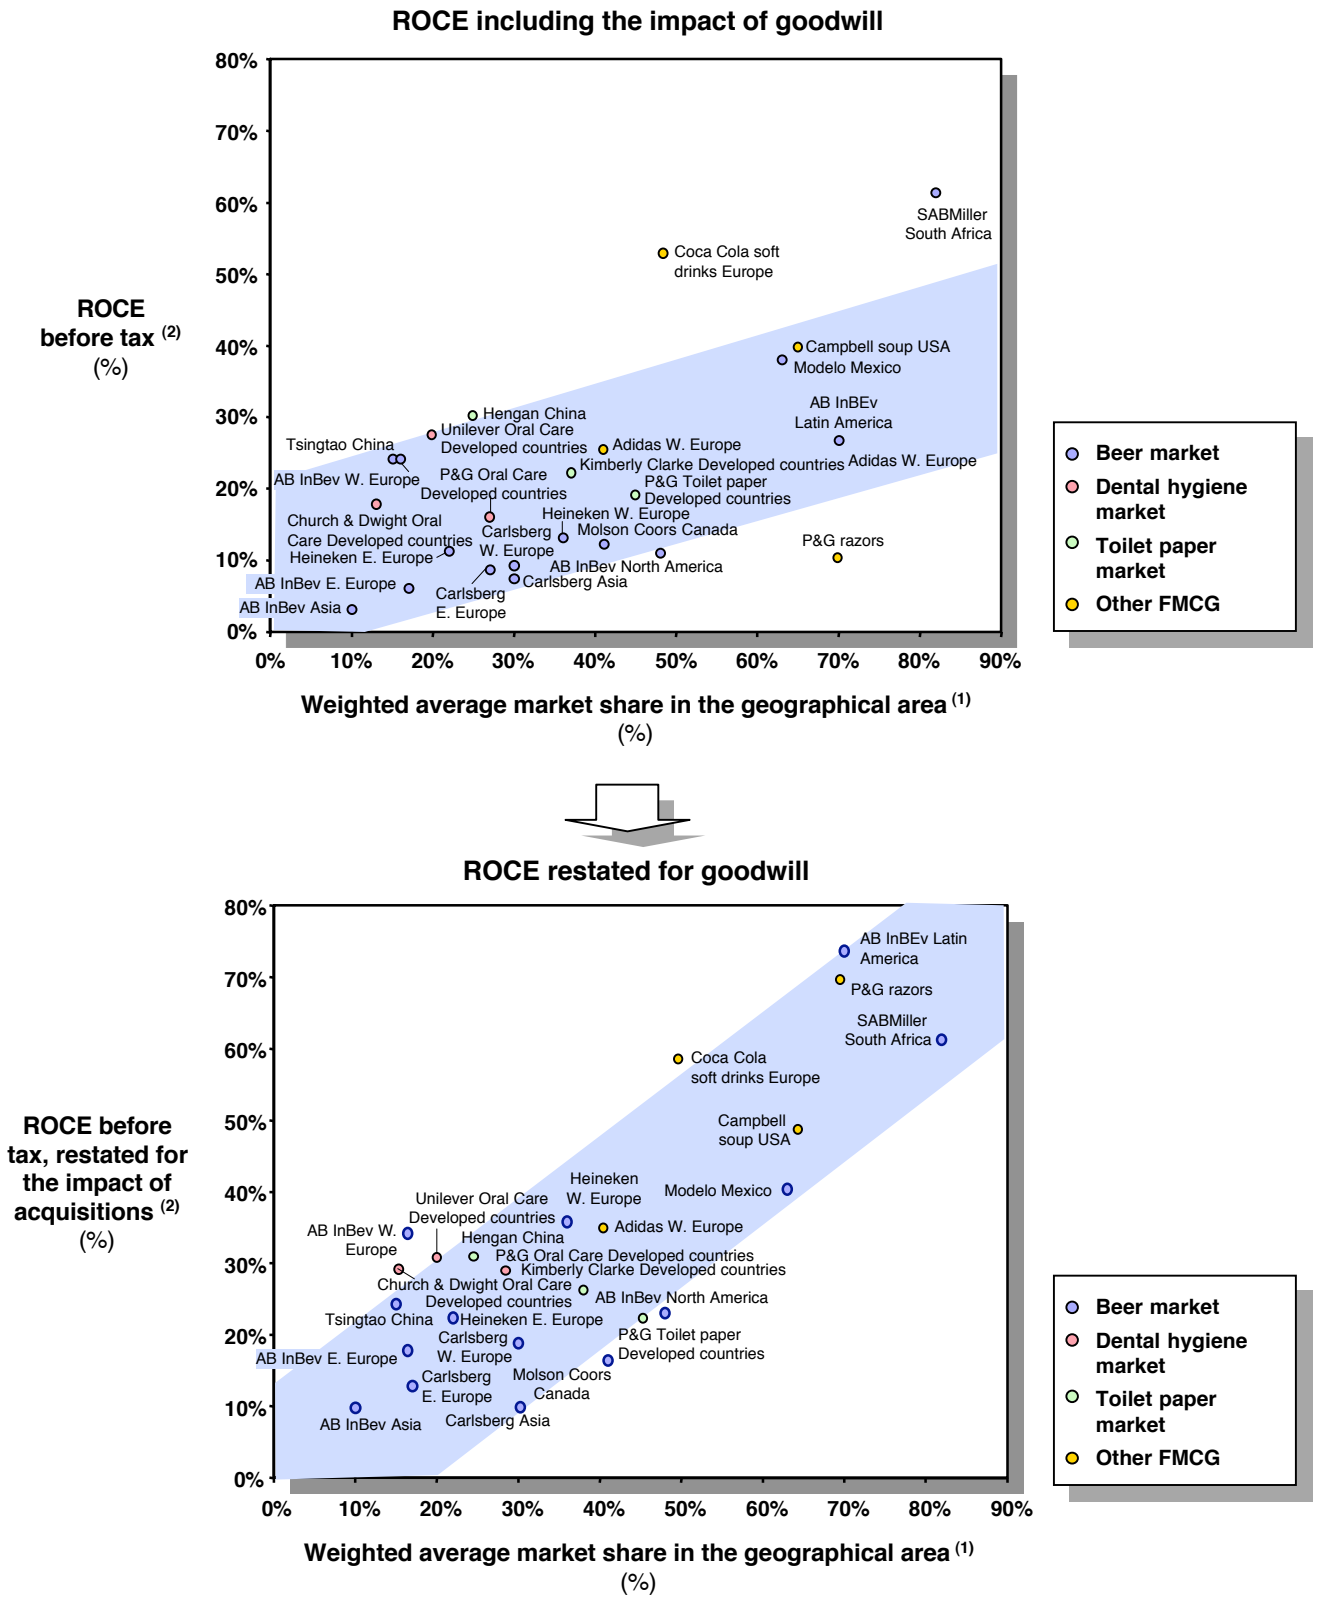 ROCE including the impact of goodwill
80%
70%
60%
50%
40%
30%
20%
10%
0%
ROCE
before tax (2)
(%)
SABMiller
South Africa
Coca Cola soft
drinks Europe
Campbell soup USA
Modelo Mexico
AB InBEv
Latin America
Hengan China
Unilever Oral Care
Developed countries
Tsingtao China
Adidas W. Europe
Kimberly Clarke Developed countries
Adidas W. Europe
AB InBev W. Europe
P&G Oral Care
Developed countries
P&G Toilet paper
Developed countries
Church & Dwight Oral
Care Developed countries
Heineken W. Europe
Carlsberg
W. Europe
Molson Coors Canada
Heineken E. Europe
P&G razors
AB InBev North America
AB InBev E. Europe
Carlsberg Asia
Carlsberg
E. Europe
AB InBev Asia
0%
10%
20%
30%
40%
50%
60%
70%
80%
90%
Weighted average market share in the geographical area (1)
(%)
Beer market
Dental hygiene
market
Toilet paper
market
Other FMCG
ROCE restated for goodwill
80%
70%
60%
50%
40%
30%
20%
10%
0%
ROCE before
tax, restated for
the impact of
acquisitions (2)
(%)
AB InBEv Latin
America
P&G razors
SABMiller
South Africa
Coca Cola
soft drinks Europe
Campbell
soup USA
Heineken
W. Europe
Modelo Mexico
Unilever Oral Care
Developed countries
Adidas W. Europe
AB InBev W.
Europe
Hengan China
P&G Oral Care Developed countries
Kimberly Clarke Developed countries
Church & Dwight Oral Care
Developed countries
AB InBev North America
Tsingtao China
Heineken E. Europe
Carlsberg
W. Europe
P&G Toilet paper
Developed countries
AB InBev E. Europe
Carlsberg
E. Europe
Molson Coors
Canada
AB InBev Asia
Carlsberg Asia
0%
10%
20%
30%
40%
50%
60%
70%
80%
90%
Weighted average market share in the geographical area (1)
(%)
Beer market
Dental hygiene
market
Toilet paper
market
Other FMCG